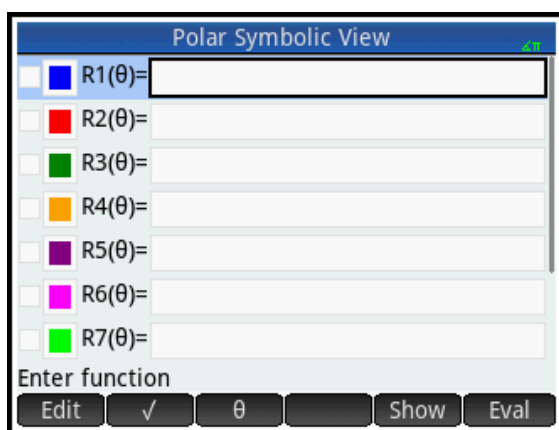 Polar Symbolic View
∡π
R1(θ)=
R2(θ)=
R3(θ)=
R4(θ)=
R5(θ)=
R6(θ)=
R7(θ)=
Enter function
Edit √ θ Show Eval